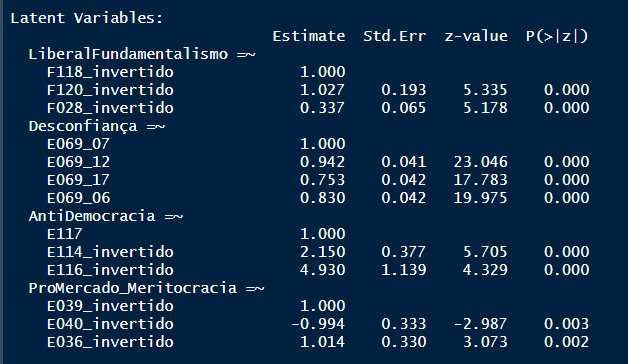 Latent Variables:
                   Estimate  Std.Err  z-value  P(>|z|)
  LiberalFundamentalismo =~
    F118_invertido    1.000
    F120_invertido    1.027    0.193    5.335    0.000
    F028_invertido    0.337    0.065    5.178    0.000
  Desconfiança =~
    E069_07           1.000
    E069_12           0.942    0.041   23.046    0.000
    E069_17           0.753    0.042   17.783    0.000
    E069_06           0.830    0.042   19.975    0.000
  AntiDemocracia =~
    E117              1.000
    E114_invertido    2.150    0.377    5.705    0.000
    E116_invertido    4.930    1.139    4.329    0.000
  ProMercado_Meritocracia =~
    E039_invertido    1.000
    E040_invertido   -0.994    0.333   -2.987    0.003
    E036_invertido    1.014    0.330    3.073    0.002